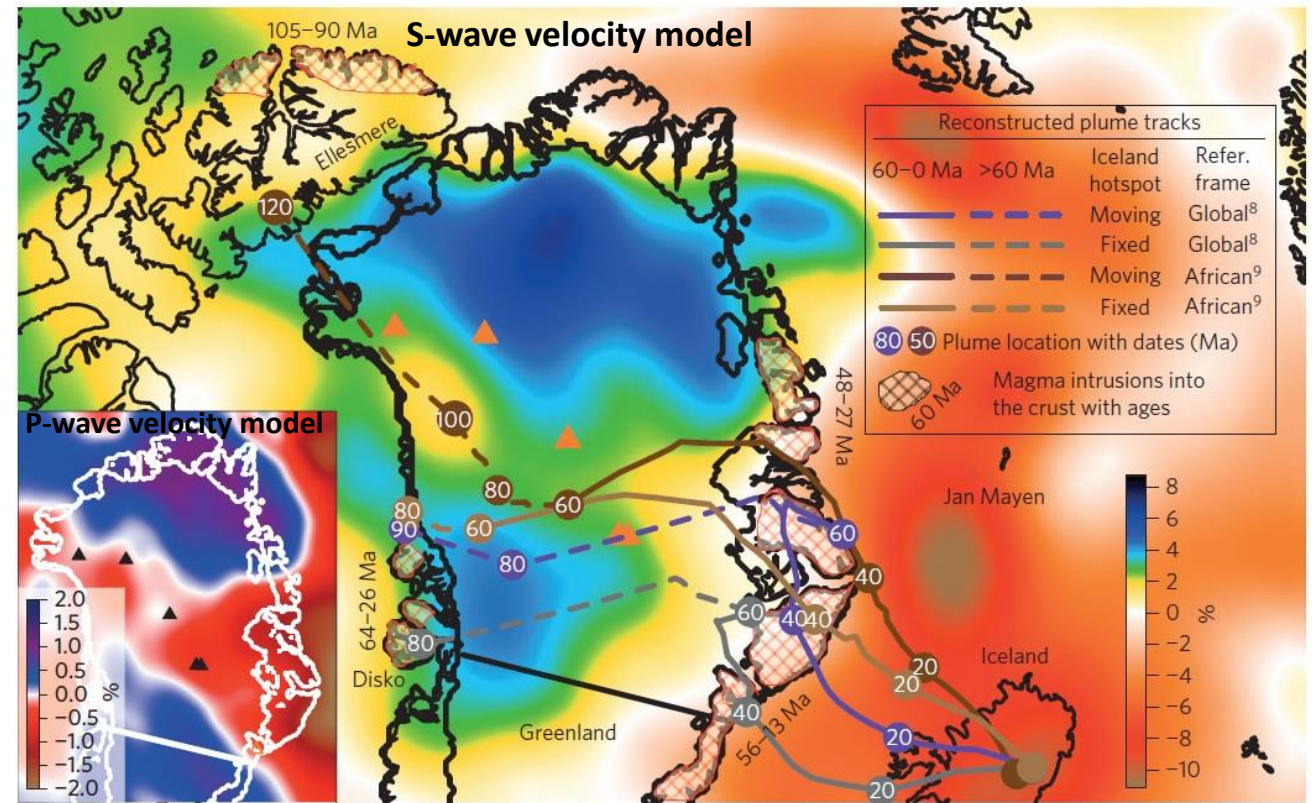 S-wave velocity model
105–90 Ma
Ellesmere
120
100
80
60
80
90
60
80
80
60
60
40
40
40
40
20
20
20
20
64–26 Ma
Disko
Greenland
56–13 Ma
48–27 Ma
Jan Mayen
Iceland
Reconstructed plume tracks
60–0 Ma >60 Ma Iceland hotspot Refer. frame
Moving Global⁸
Fixed Global⁸
Moving African⁹
Fixed African⁹
80 50 Plume location with dates (Ma)
60 Ma
Magma intrusions into
the crust with ages
8
6
4
2
0
−2
−4
−6
−8
−10
%
P-wave velocity model
2.0
1.5
1.0
0.5
0.0
−0.5
−1.0
−1.5
−2.0
%